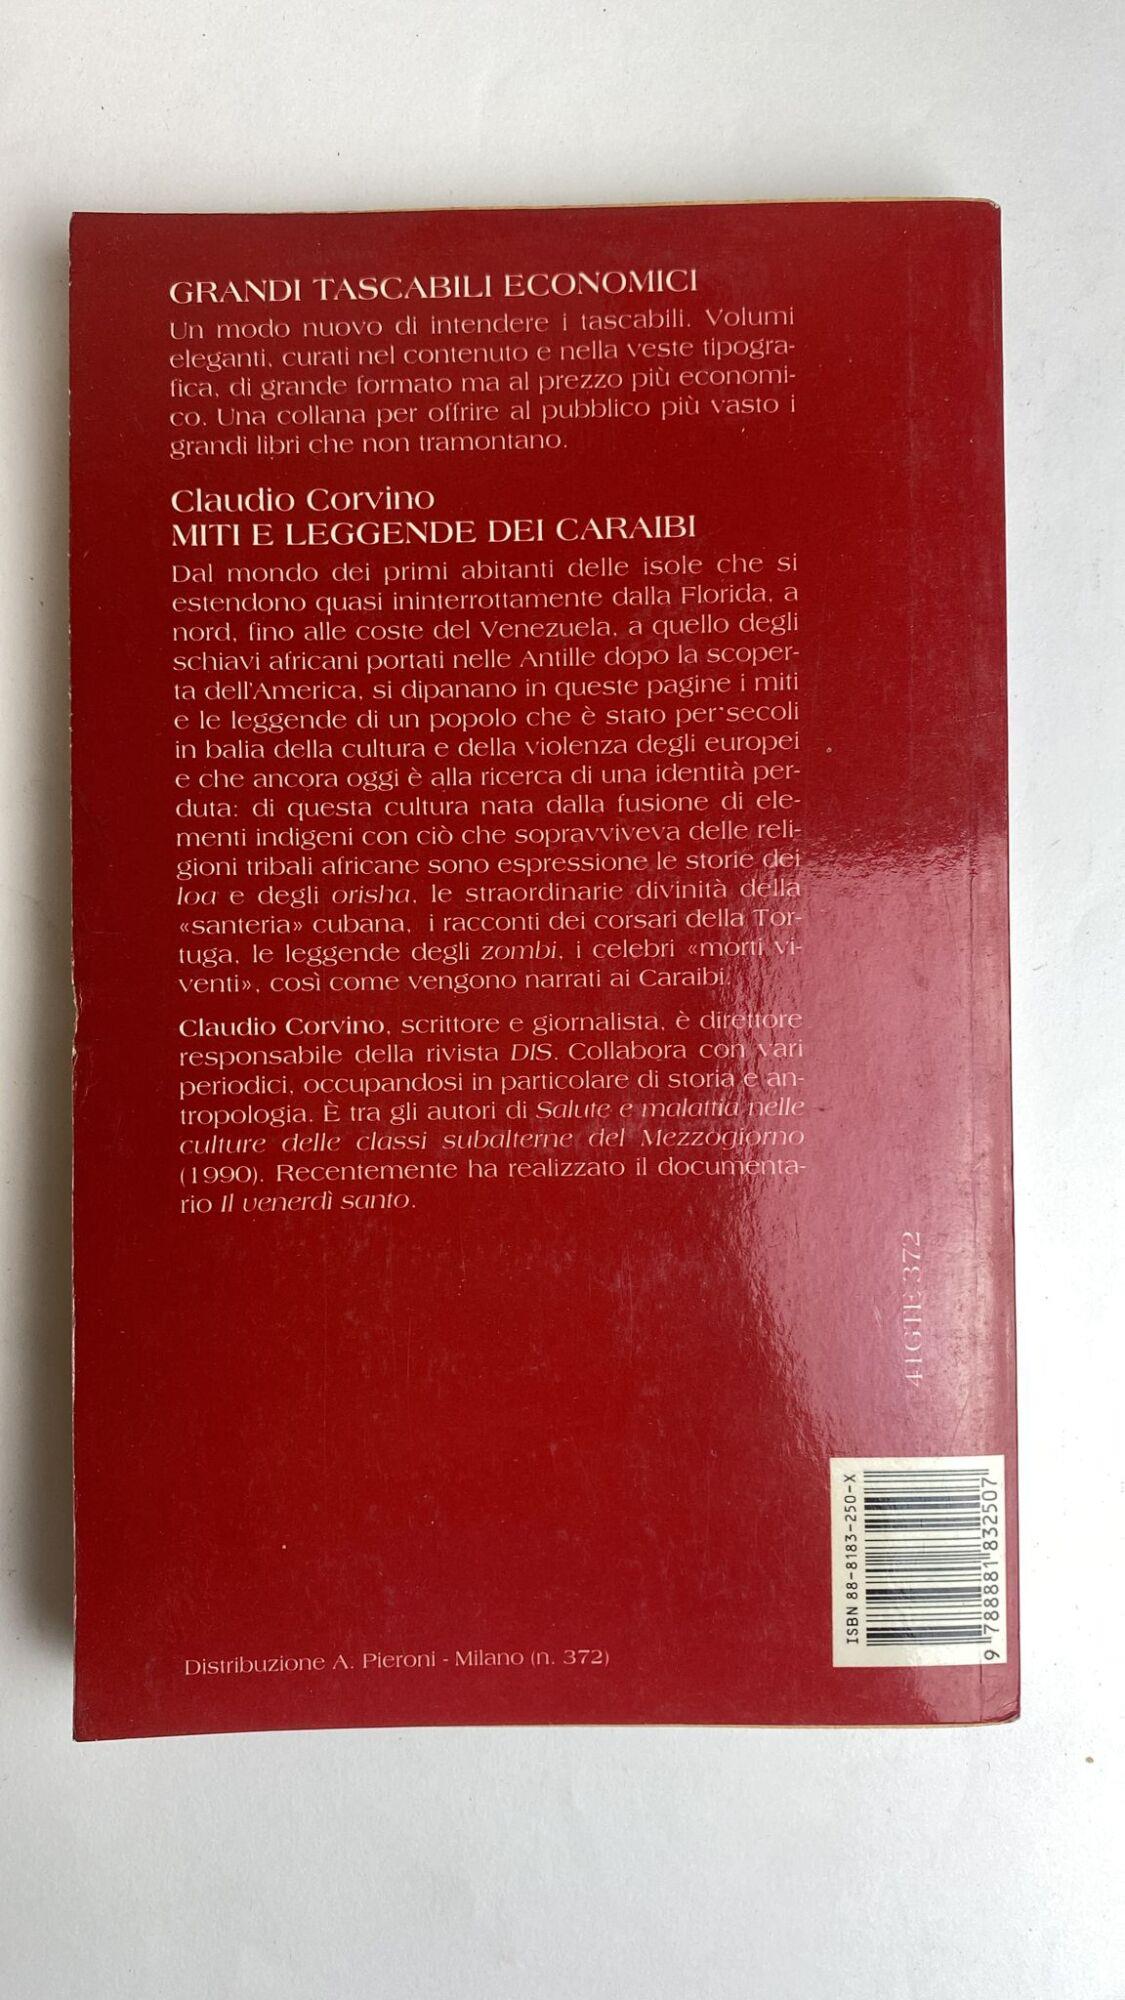 GRANDI TASCABILI ECONOMICI
Un modo nuovo di intendere i tascabili. Volumi
eleganti, curati nel contenuto e nella veste tipogra-
fica, di grande formato ma al prezzo più economi-
co. Una collana per offrire al pubblico più vasto i
grandi libri che non tramontano.
Claudio Corvino
MITI E LEGGENDE DEI CARAIBI
Dal mondo dei primi abitanti delle isole che si
estendono quasi ininterrottamente dalla Florida, a
nord, fino alle coste del Venezuela, a quello degli
schiavi africani portati nelle Antille dopo la scoper-
ta dell'America, si dipanano in queste pagine i miti
e le leggende di un popolo che è stato per secoli
in balia della cultura e della violenza degli europei
e che ancora oggi è alla ricerca di una identità per-
duta: di questa cultura nata dalla fusione di ele-
menti indigeni con ciò che sopravviveva delle reli-
gioni tribali africane sono espressione le storie dei
loa e degli orisha, le straordinarie divinità della
«santeria» cubana, i racconti dei corsari della Tor-
tuga, le leggende degli zombi, i celebri «morti vi-
venti», così come vengono narrati ai Caraibi.
Claudio Corvino, scrittore e giornalista, è direttore
responsabile della rivista DIS. Collabora con vari
periodici, occupandosi in particolare di storia e an-
tropologia. È tra gli autori di Salute e malattia nelle
culture delle classi subalterne del Mezzogiorno
(1990). Recentemente ha realizzato il documenta-
rio Il venerdì santo.
41GTE 372
ISBN 88-8183-250-X
9 788881 832507
Distribuzione A. Pieroni - Milano (n. 372)